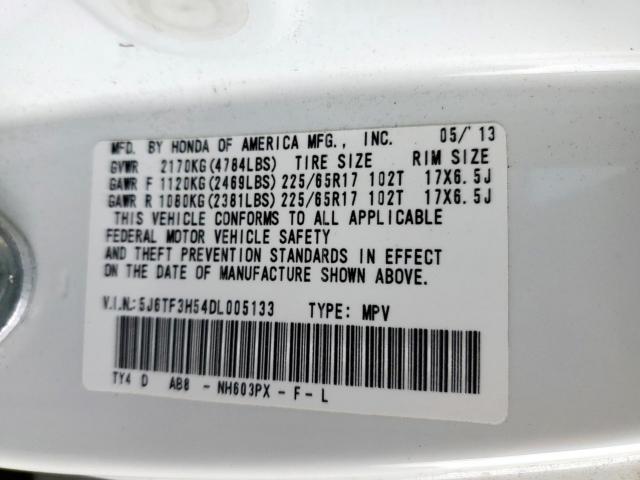 MFD. BY HONDA OF AMERICA MFG., INC. 05/'13
GVWR 2170KG(4784LBS) TIRE SIZE RIM SIZE
GAWR F 1120KG(2469LBS) 225/65R17 102T 17X6.5J
GAWR R 1080KG(2381LBS) 225/65R17 102T 17X6.5J
THIS VEHICLE CONFORMS TO ALL APPLICABLE
FEDERAL MOTOR VEHICLE SAFETY
AND THEFT PREVENTION STANDARDS IN EFFECT
ON THE DATE OF MANUFACTURE SHOWN ABOVE.
V.I.N.: 5J6TF3H54DL005133 TYPE: MPV
TY4 D AB8 - NH603PX - F - L